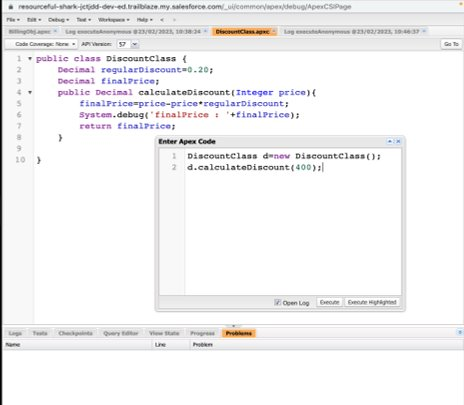 resourceful-shark-jctjdd-dev-ed.trailblaze.my.salesforce.com/_ui/common/apex/debug/ApexCSIPage
File • Edit • Debug • Test • Workspace • Help • < >
BillingObj.apxc Log executeAnonymous @23/02/2023, 10:38:24 DiscountClass.apxc Log executeAnonymous @23/02/2023, 10:46:37
Code Coverage: None API Version: 57 Go To
1 public class DiscountClass {
2 Decimal regularDiscount=0.20;
3 Decimal finalPrice;
4 public Decimal calculateDiscount(Integer price){
5 finalPrice=price-price*regularDiscount;
6 System.debug('finalPrice : '+finalPrice);
7 return finalPrice;
8 }
9
10 }
Enter Apex Code
1 DiscountClass d=new DiscountClass();
2 d.calculateDiscount(400);
Open Log Execute Execute Highlighted
Logs Tests Checkpoints Query Editor View State Progress Problems
Name Line Problem